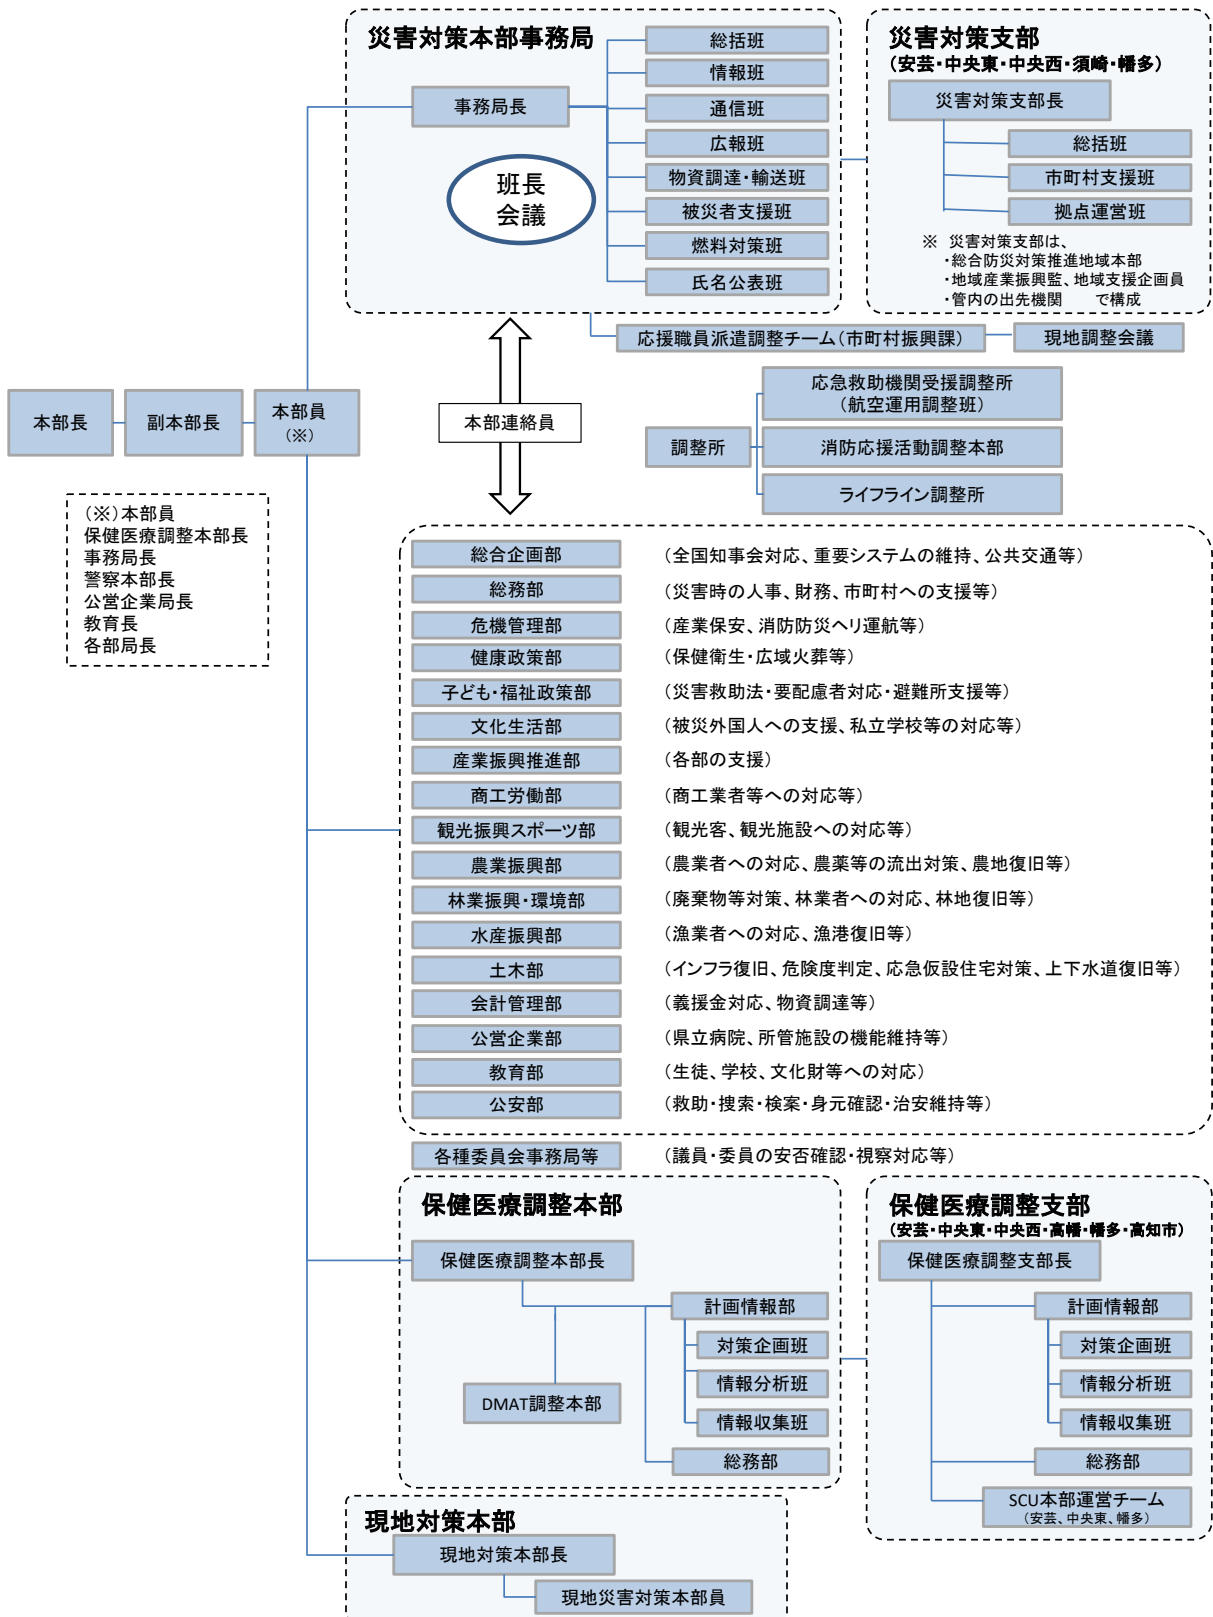 災害対策本部事務局
事務局長
班長
会議
総括班
情報班
通信班
広報班
物資調達・輸送班
被災者支援班
燃料対策班
氏名公表班
災害対策支部
(安芸・中央東・中央西・須崎・幡多)
災害対策支部長
総括班
市町村支援班
拠点運営班
※ 災害対策支部は、
・総合防災対策推進地域本部
・地域産業振興監、地域支援企画員
・管内の出先機関 で構成
応援職員派遣調整チーム(市町村振興課)
現地調整会議
本部長
副本部長
本部員
(※)
本部連絡員
調整所
応急救助機関受援調整所
(航空運用調整班)
消防応援活動調整本部
ライフライン調整所
(※)本部員
保健医療調整本部長
事務局長
警察本部長
公営企業局長
教育長
各部局長
総合企画部 (全国知事会対応、重要システムの維持、公共交通等)
総務部 (災害時の人事、財務、市町村への支援等)
危機管理部 (産業保安、消防防災ヘリ運航等)
健康政策部 (保健衛生・広域火葬等)
子ども・福祉政策部 (災害救助法・要配慮者対応・避難所支援等)
文化生活部 (被災外国人への支援、私立学校等の対応等)
産業振興推進部 (各部の支援)
商工労働部 (商工業者等への対応等)
観光振興スポーツ部 (観光客、観光施設への対応等)
農業振興部 (農業者への対応、農薬等の流出対策、農地復旧等)
林業振興・環境部 (廃棄物等対策、林業者への対応、林地復旧等)
水産振興部 (漁業者への対応、漁港復旧等)
土木部 (インフラ復旧、危険度判定、応急仮設住宅対策、上下水道復旧等)
会計管理部 (義援金対応、物資調達等)
公営企業部 (県立病院、所管施設の機能維持等)
教育部 (生徒、学校、文化財等への対応)
公安部 (救助・捜索・検案・身元確認・治安維持等)
各種委員会事務局等 (議員・委員の安否確認・視察対応等)
保健医療調整本部
保健医療調整本部長
計画情報部
対策企画班
情報分析班
情報収集班
DMAT調整本部
総務部
保健医療調整支部
(安芸・中央東・中央西・高幡・幡多・高知市)
保健医療調整支部長
計画情報部
対策企画班
情報分析班
情報収集班
総務部
SCU本部運営チーム
(安芸、中央東、幡多)
現地対策本部
現地対策本部長
現地災害対策本部員